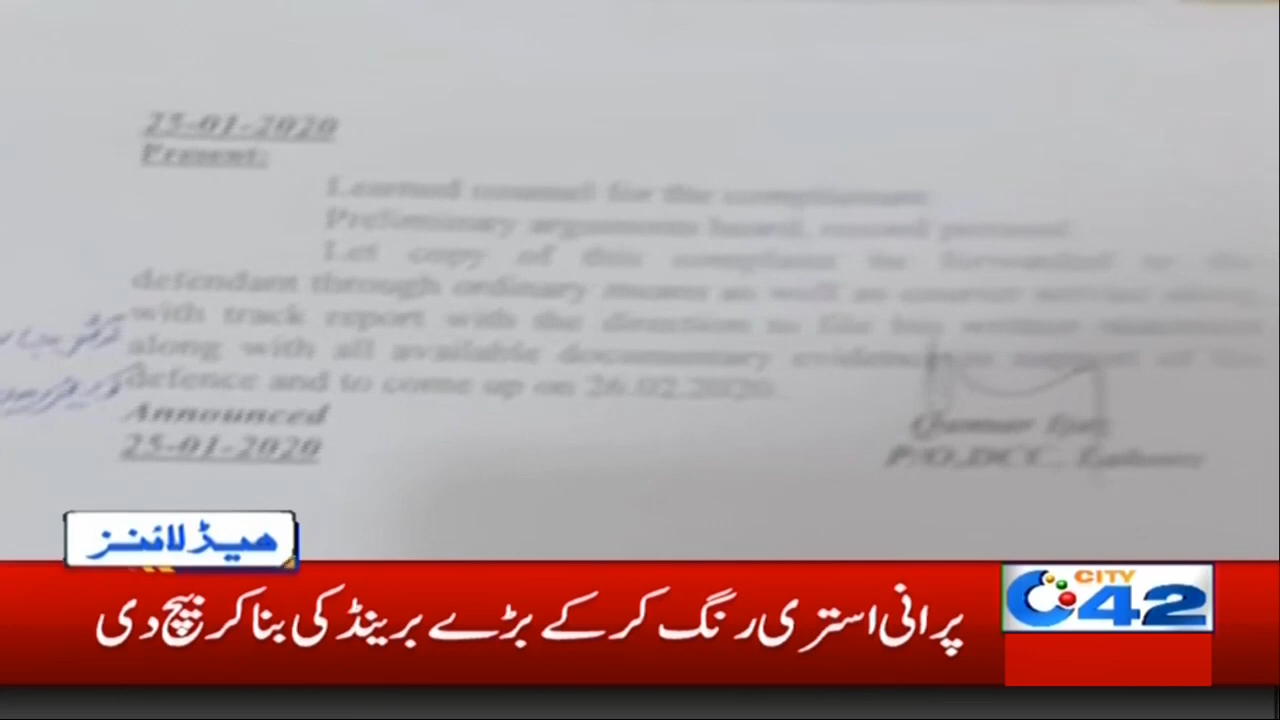 25-01-2020
Present:
Learned counsel for the complainant
Preliminary arguments heard, record perused.
Let copy of this complaint be forwarded to the
defendant through ordinary means as well as courier service along
with track report with the direction to file his written statement
along with all available documentary evidence in support of
defence and to come up on 26.02.2020.
Announced
25-01-2020
P/O,DCC, Lahore
ہیڈلائنز
CITY
42
پرانی استری رنگ کر کے بڑے برینڈ کی بنا کر بیچ دی